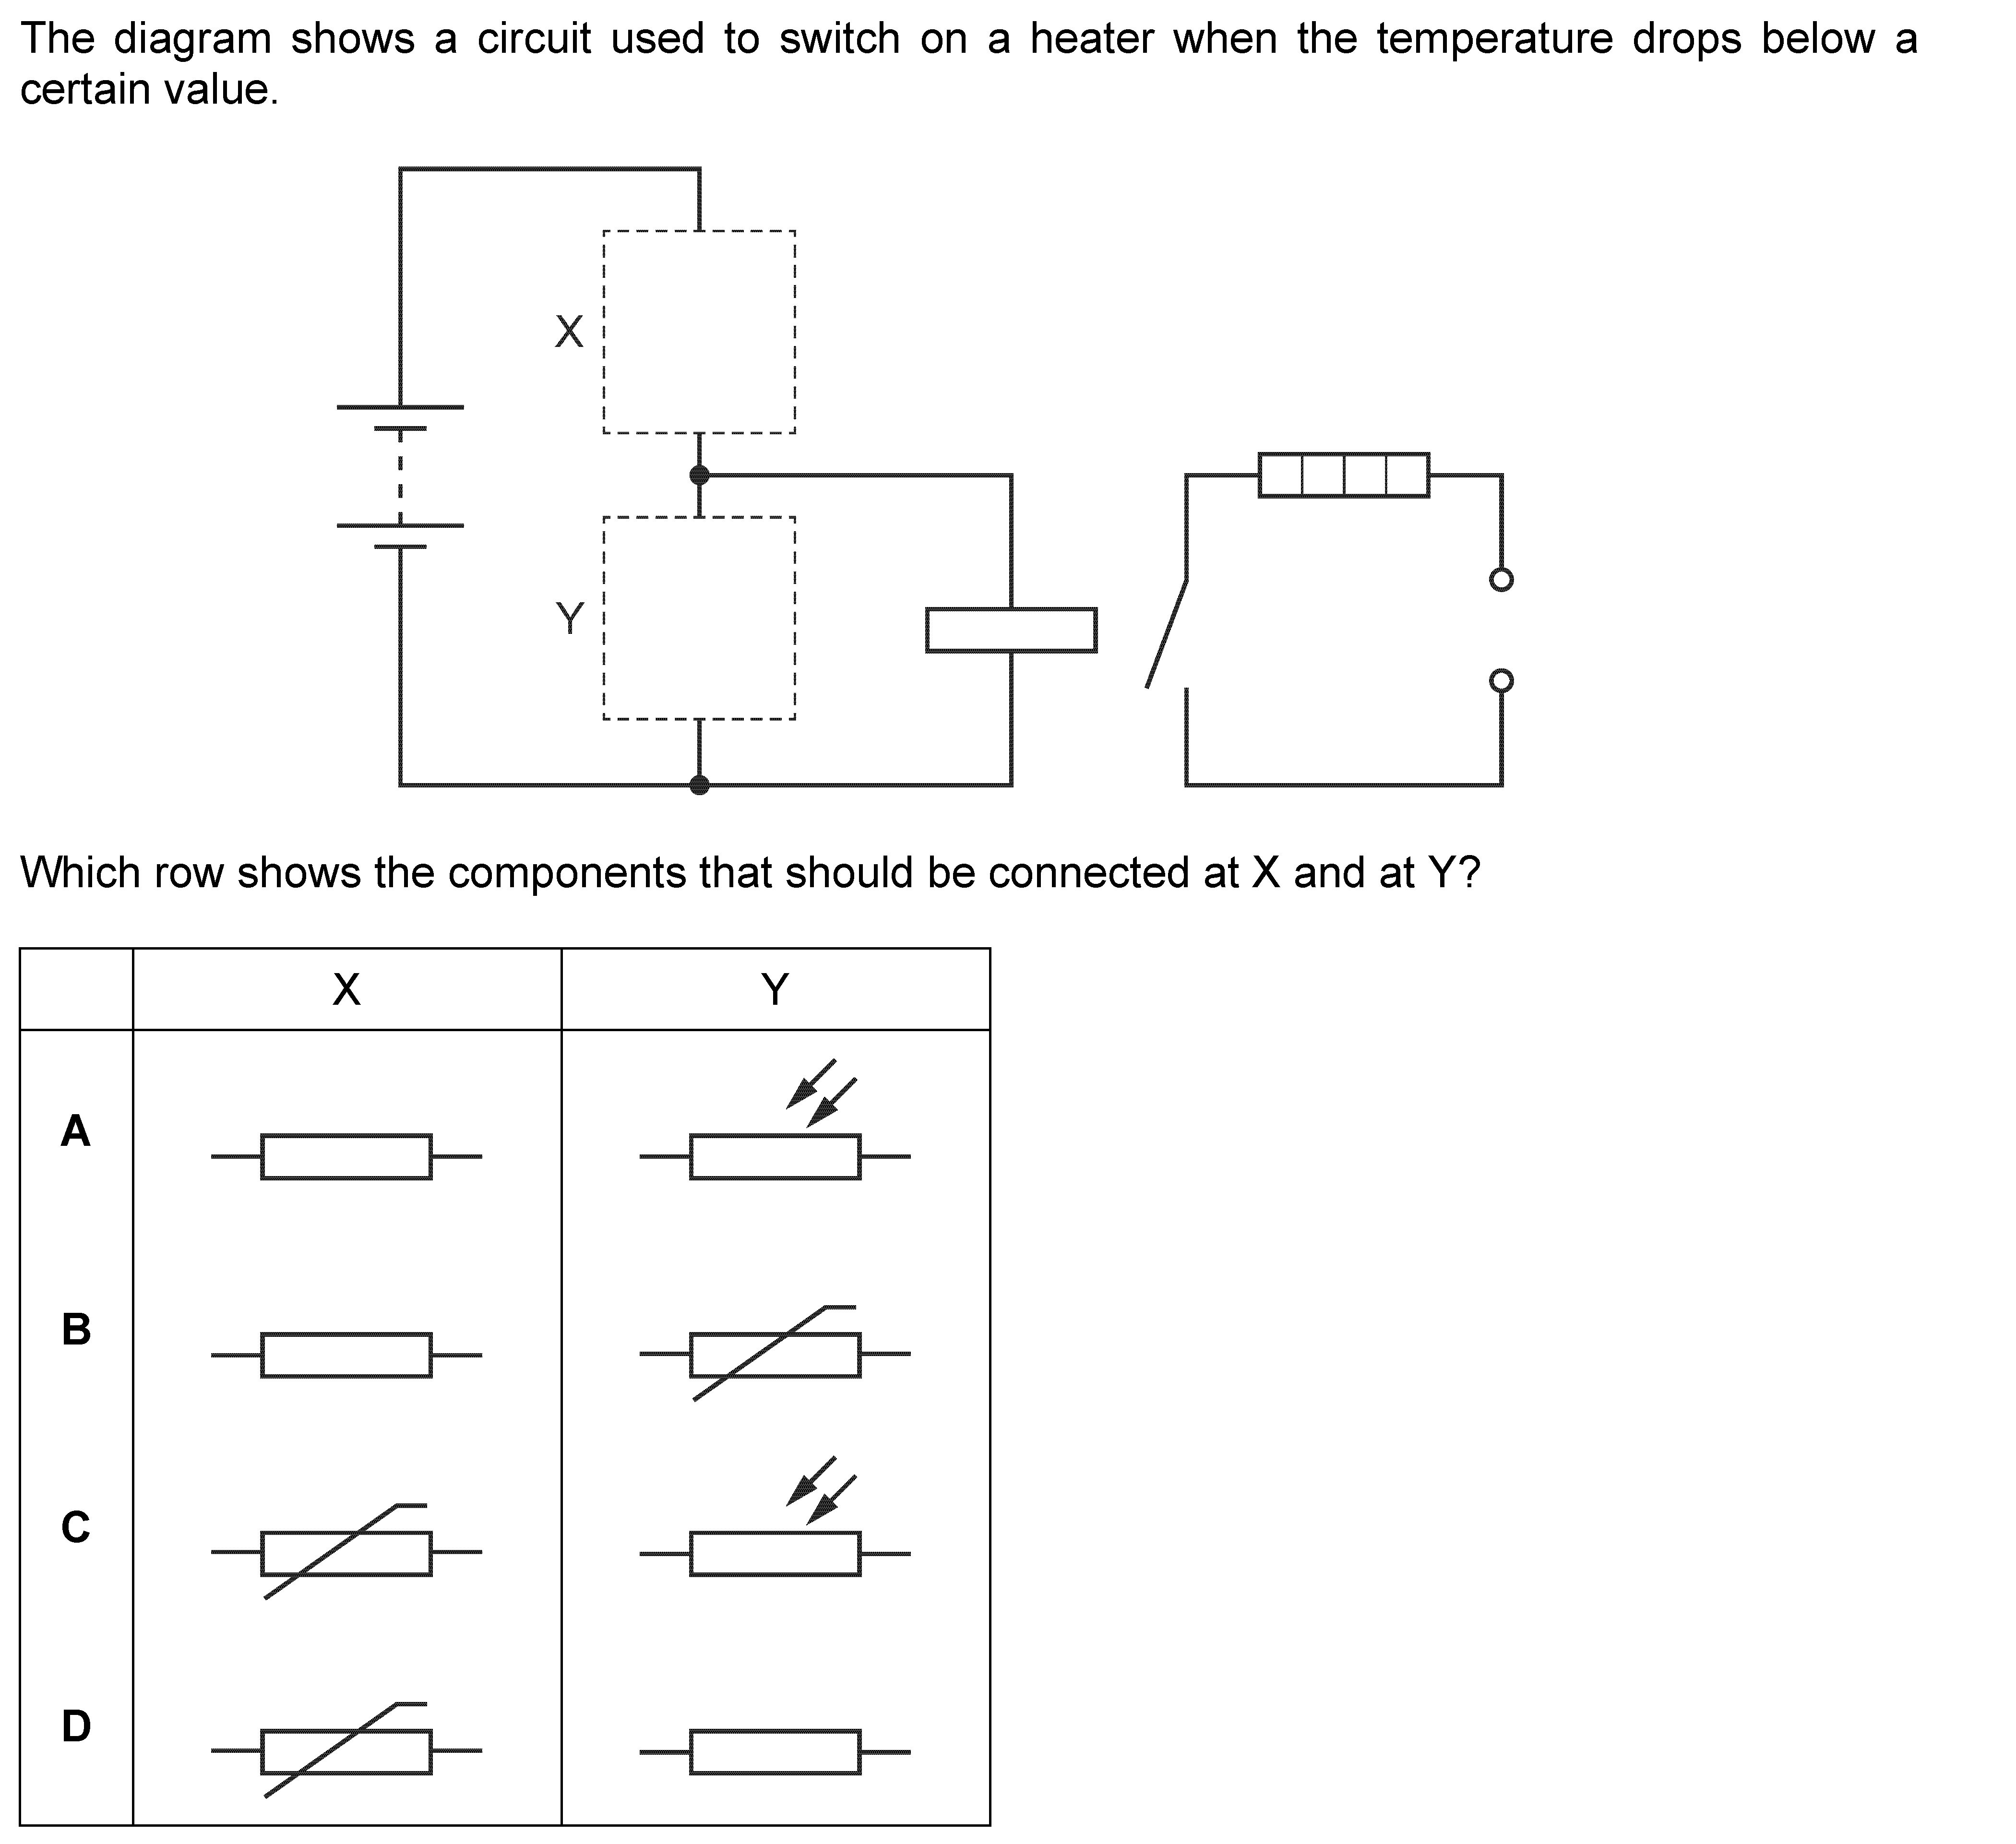 The diagram shows a circuit used to switch on a heater when the temperature drops below a
certain value.
X
Y
Which row shows the components that should be connected at X and at Y?
X Y
A
B
C
D